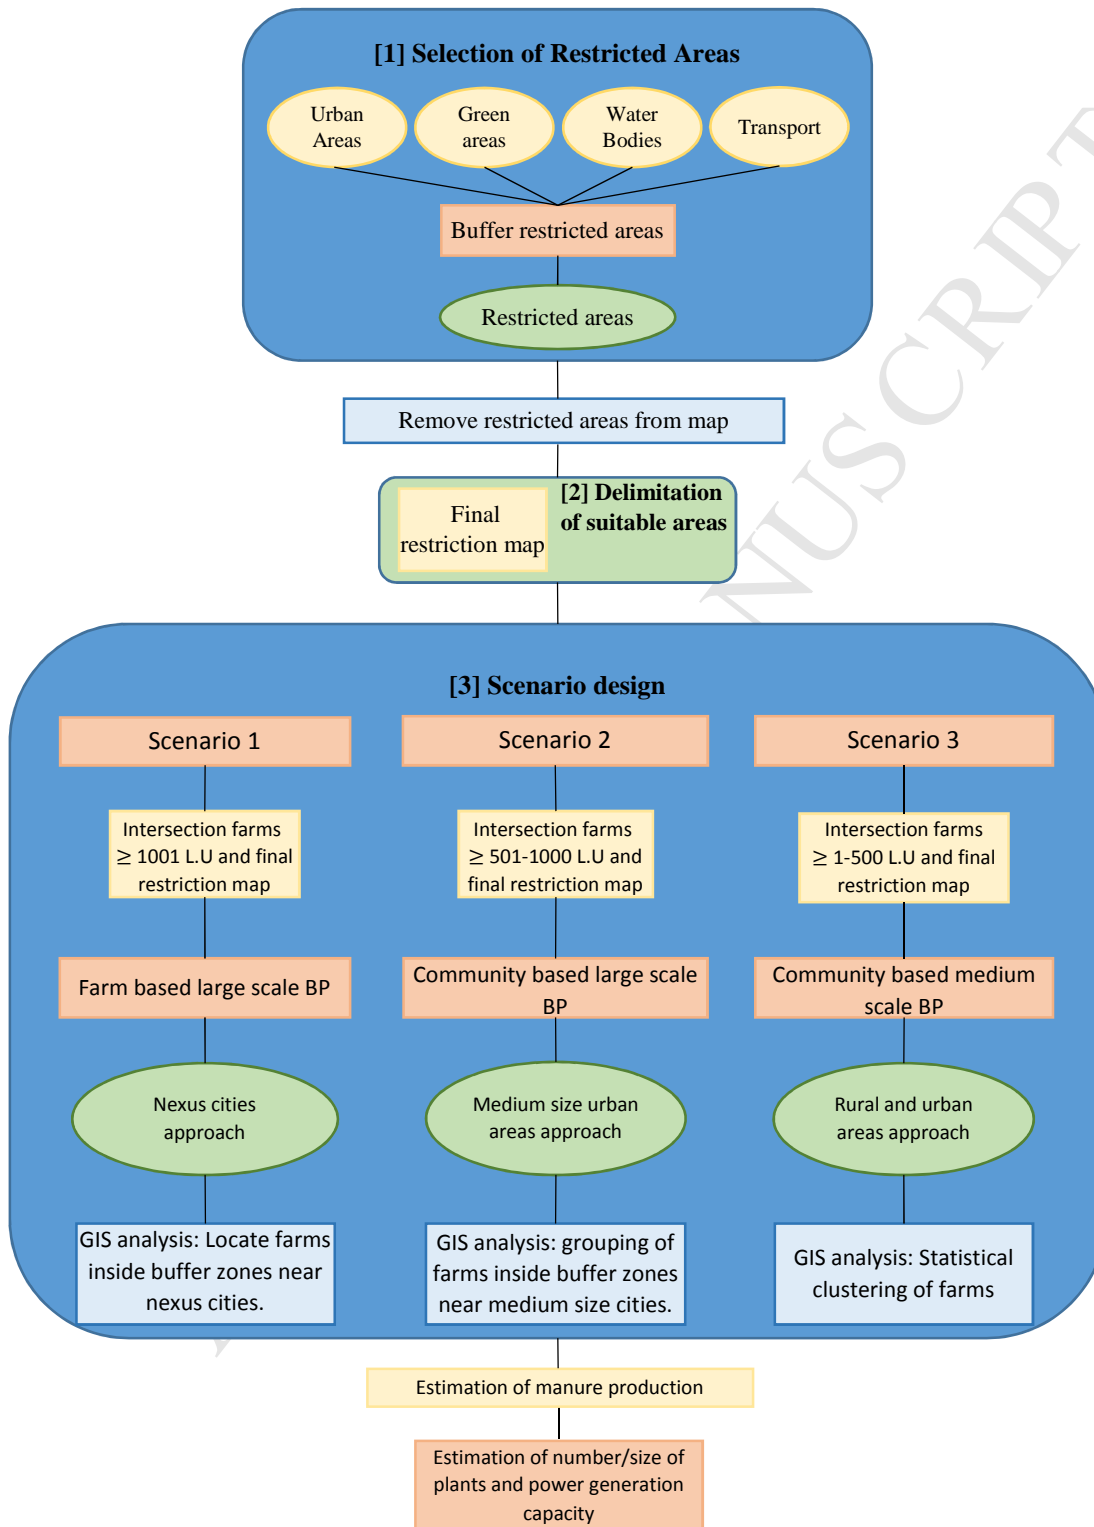 [1] Selection of Restricted Areas
Urban
Areas
Green
areas
Water
Bodies
Transport
Buffer restricted areas
Restricted areas
Remove restricted areas from map
Final
restriction map
[2] Delimitation
of suitable areas
[3] Scenario design
Scenario 1
Scenario 2
Scenario 3
Intersection farms
≥ 1001 L.U and final
restriction map
Intersection farms
≥ 501-1000 L.U and
final restriction map
Intersection farms
≥ 1-500 L.U and final
restriction map
Farm based large scale BP
Community based large scale
BP
Community based medium
scale BP
Nexus cities
approach
Medium size urban
areas approach
Rural and urban
areas approach
GIS analysis: Locate farms
inside buffer zones near
nexus cities.
GIS analysis: grouping of
farms inside buffer zones
near medium size cities.
GIS analysis: Statistical
clustering of farms
Estimation of manure production
Estimation of number/size of
plants and power generation
capacity
NUSCRIPT